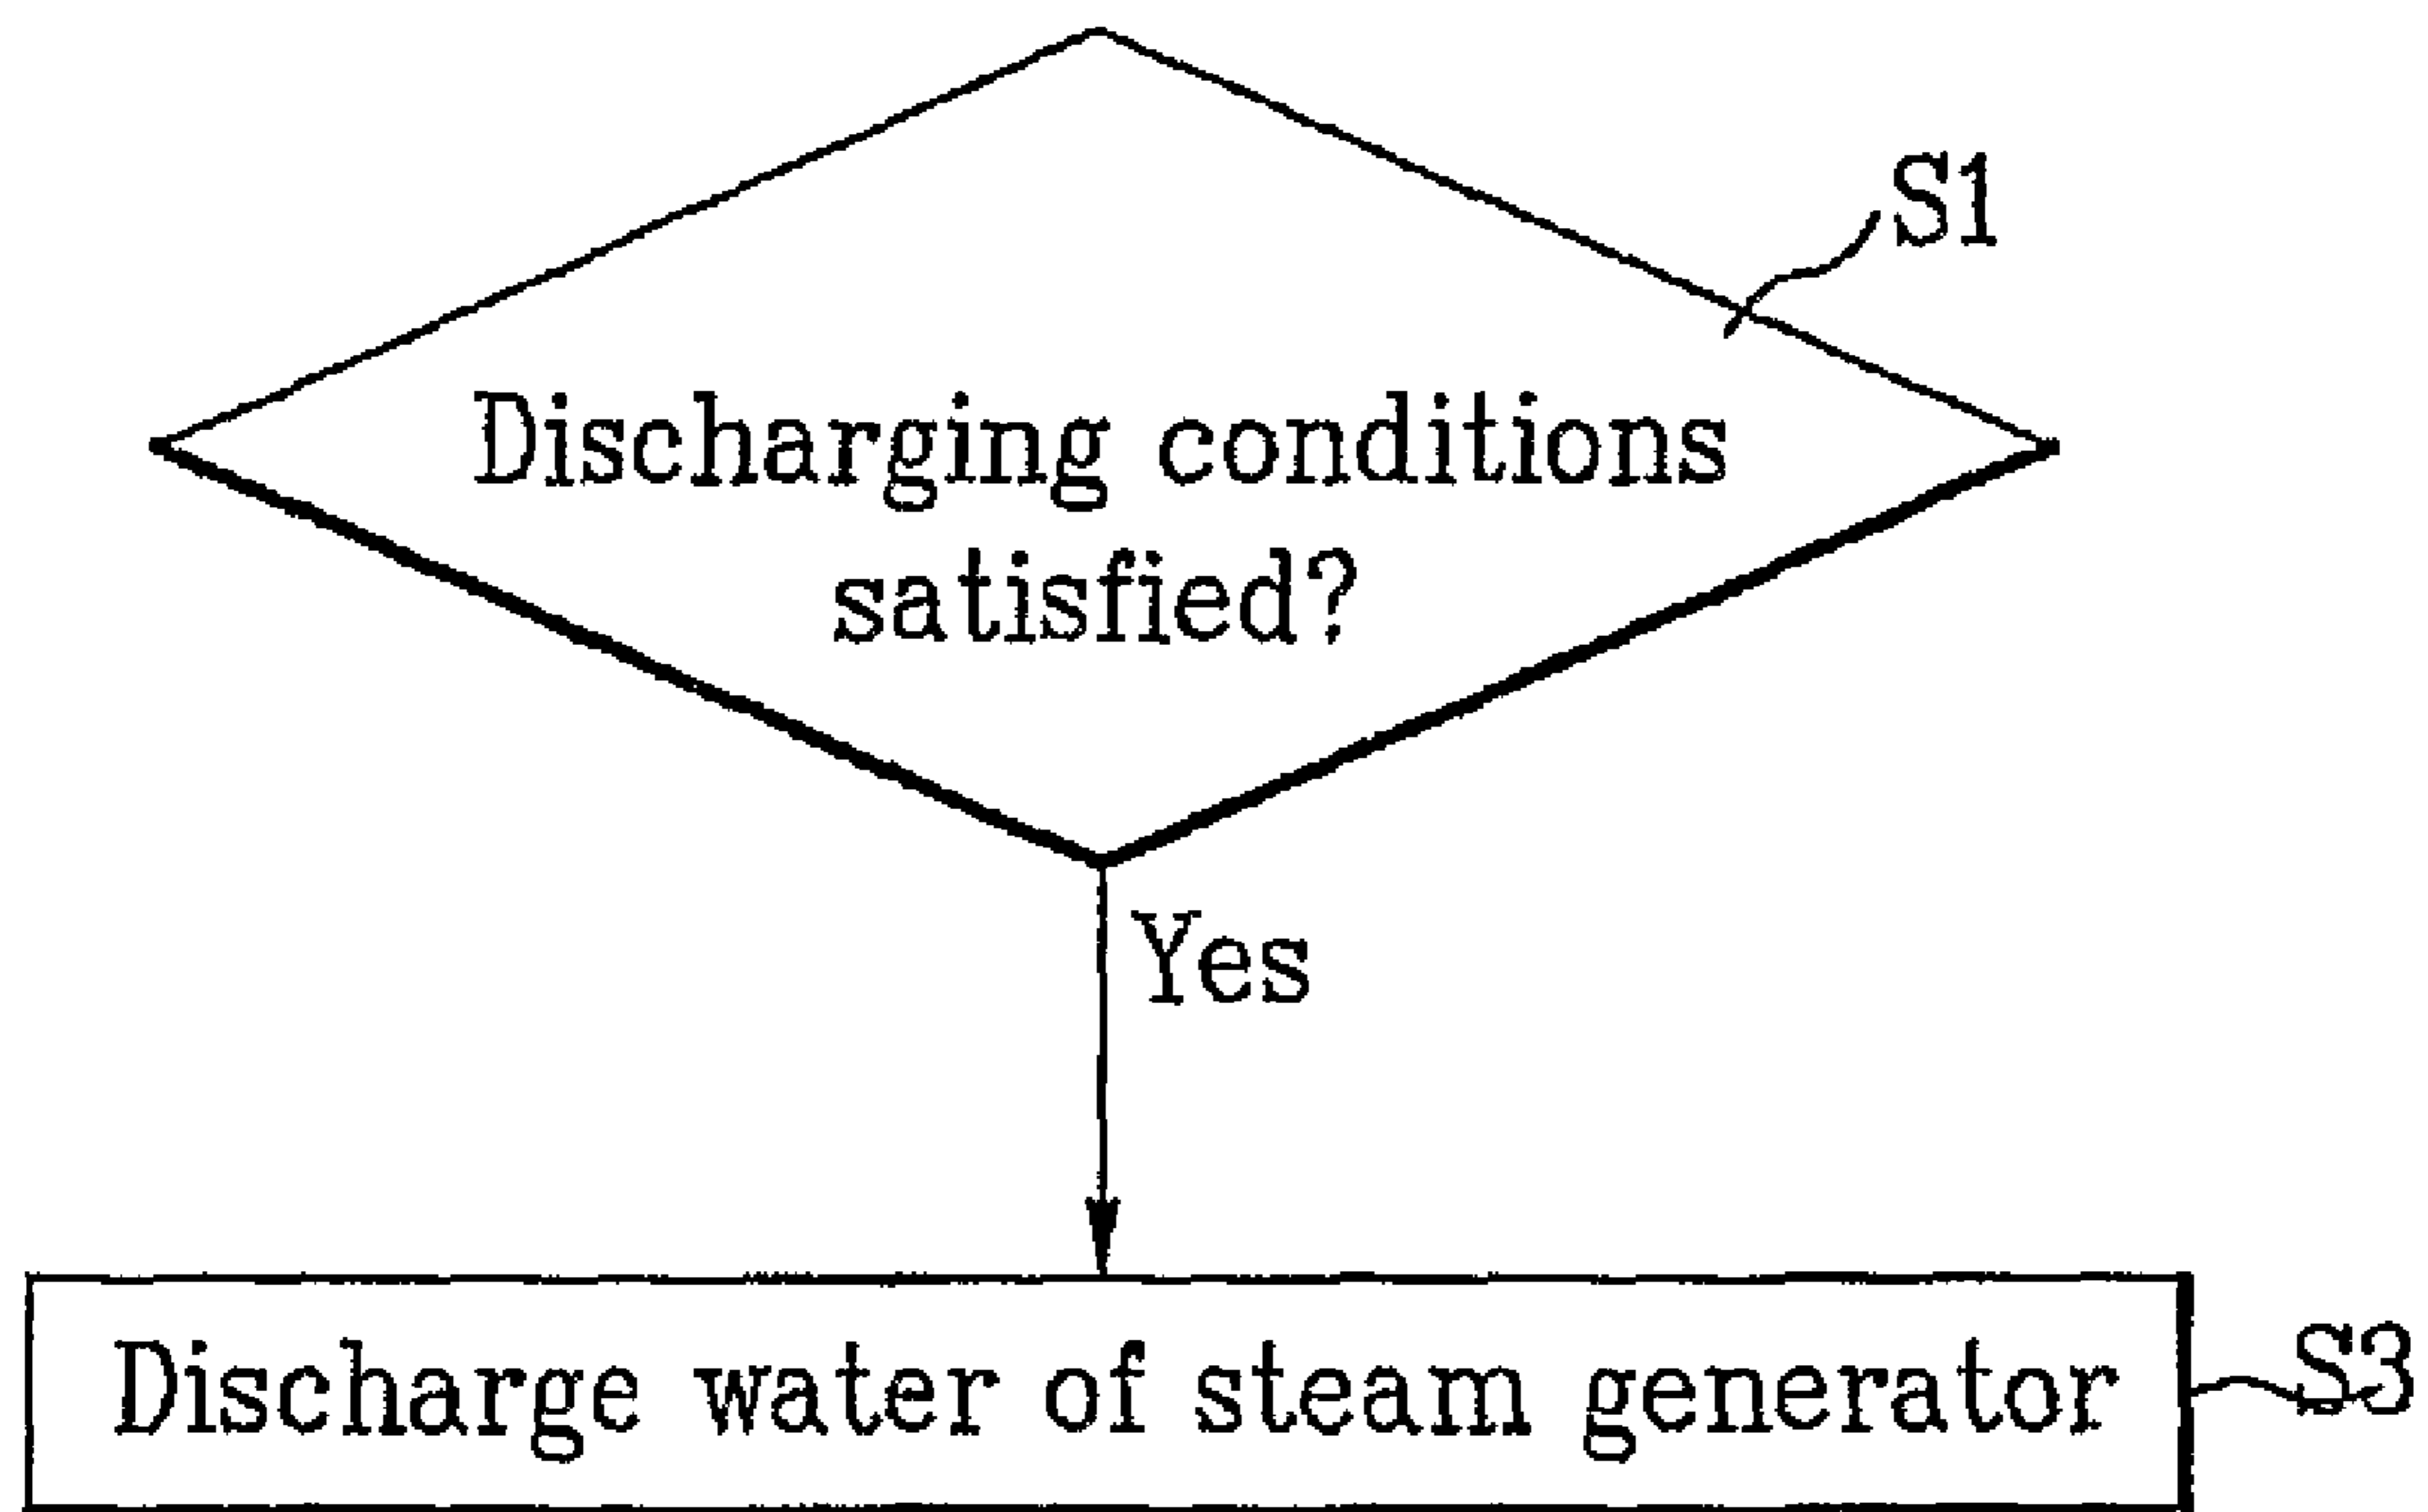 S1
Discharging conditions
satisfied?
Yes
Discharge water of steam generator
S3